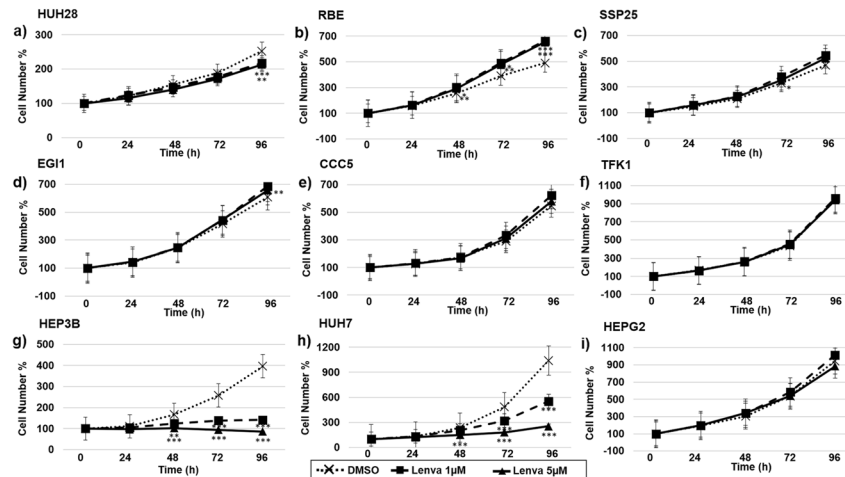 HUH28
a)
Cell Number %
300
200
100
0
0 24 48 72 96
Time (h)
***
**
RBE
b)
Cell Number %
700
500
300
100
-100
0 24 48 72 96
Time (h)
SSP25
c)
Cell Number %
700
500
300
100
-100
0 24 48 72 96
Time (h)
*
EGI1
d)
Cell Number %
700
500
300
100
-100
0 24 48 72 96
Time (h)
**
CCC5
e)
Cell Number %
700
500
300
100
-100
0 24 48 72 96
Time (h)
TFK1
f)
Cell Number %
1100
900
700
500
300
100
-100
0 24 48 72 96
Time (h)
HEP3B
g)
Cell Number %
500
400
300
200
100
0
0 24 48 72 96
Time (h)
***
***
HUH7
h)
Cell Number %
1200
900
600
300
0
0 24 48 72 96
Time (h)
***
***
***
***
HEPG2
i)
Cell Number %
1100
900
700
500
300
100
-100
0 24 48 72 96
Time (h)
DMSO Lenva 1µM Lenva 5µM